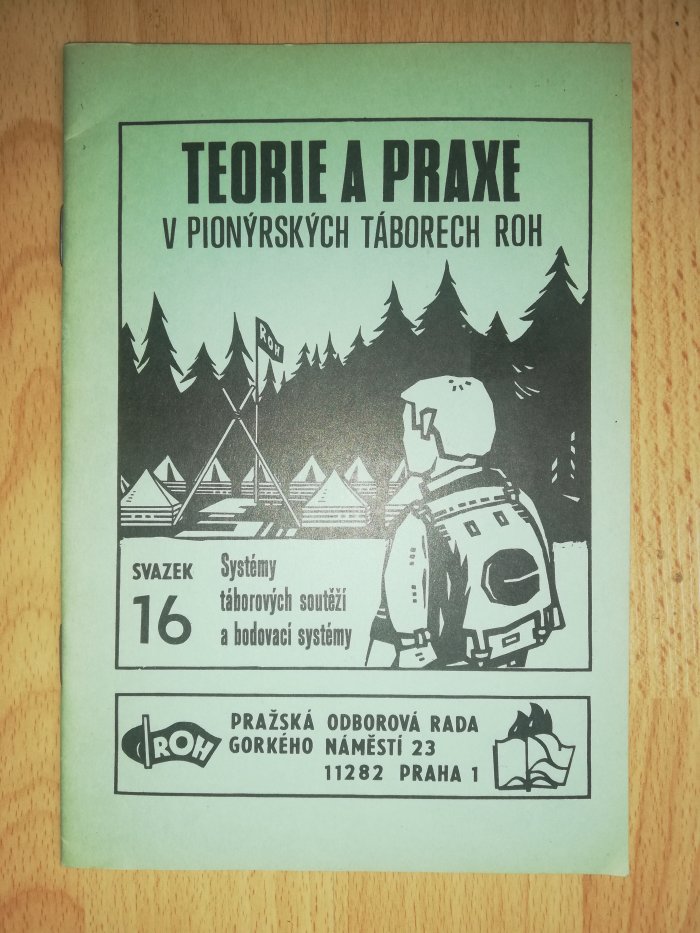 TEORIE A PRAXE
V PIONÝRSKÝCH TÁBORECH ROH
ROH
SVAZEK
16
Systémy
táborových soutěží
a bodovací systémy
ROH
PRAŽSKÁ ODBOROVÁ RADA
GORKÉHO NÁMĚSTÍ 23
11282 PRAHA 1